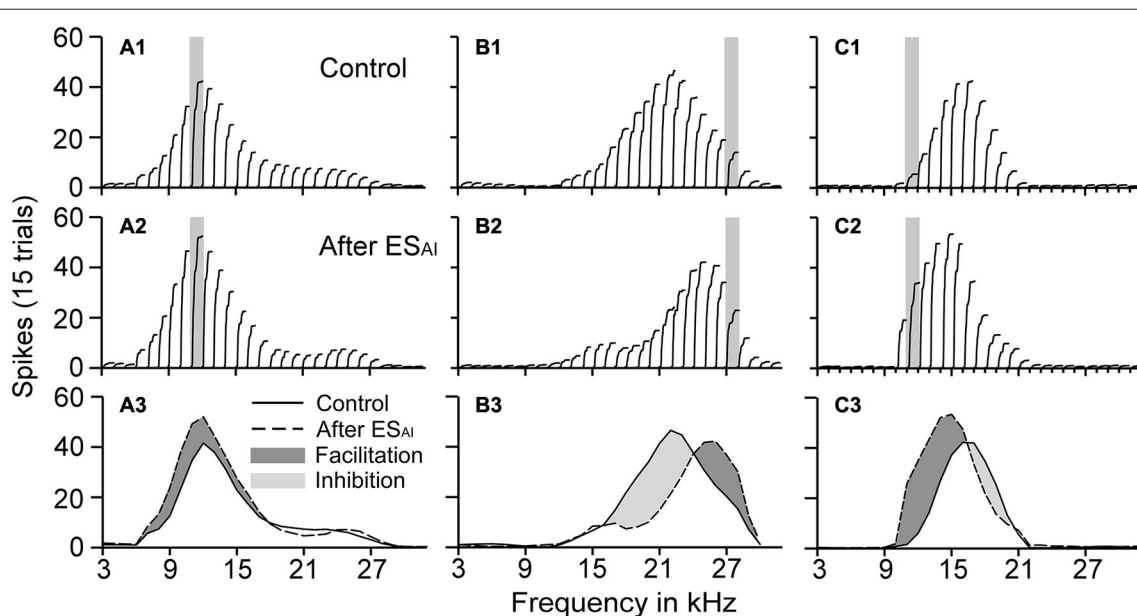 60 A1 B1 C1
Control
40
20
0
60 A2 B2 C2
After ESAI
40
20
0
60 A3 B3 C3
Control
After ESAI
40
Facilitation
Inhibition
20
0
3 9 15 21 27 3 9 15 21 27 3 9 15 21 27
Spikes (15 trials)
Frequency in kHz